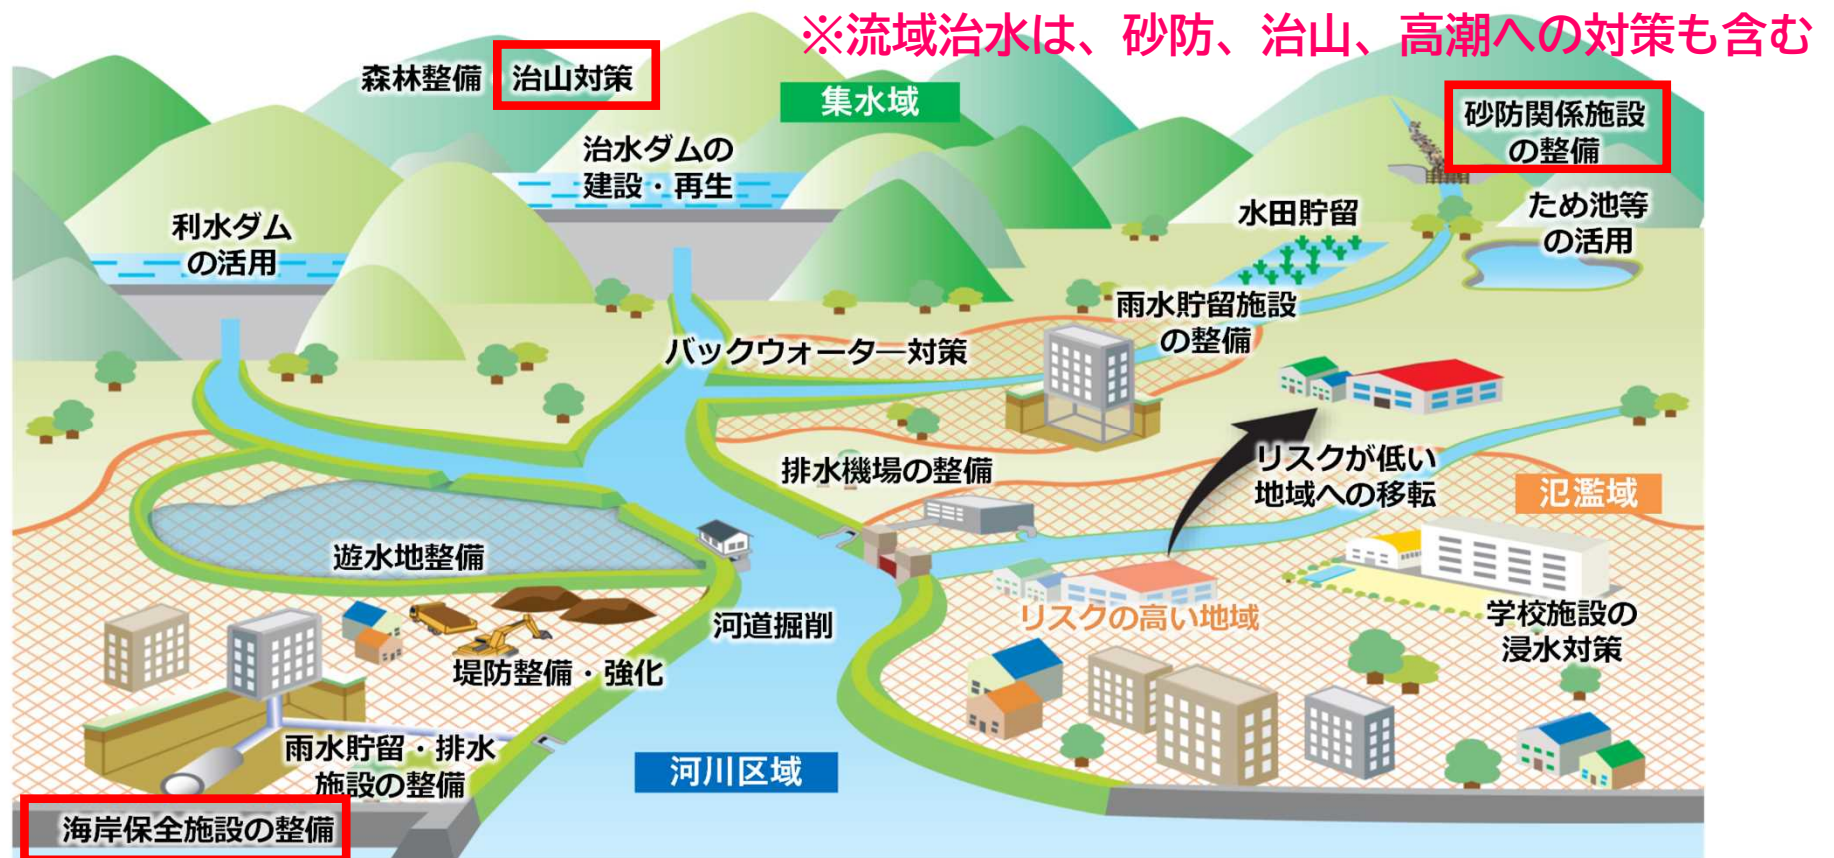 ※流域治水は、砂防、治山、高潮への対策も含む
森林整備・治山対策
集水域
砂防関係施設
の整備
治水ダムの
建設・再生
利水ダム
の活用
水田貯留
ため池等
の活用
雨水貯留施設
の整備
バックウォーター対策
排水機場の整備
リスクが低い
地域への移転
氾濫域
遊水地整備
河道掘削
リスクの高い地域
学校施設の
浸水対策
堤防整備・強化
雨水貯留・排水
施設の整備
河川区域
海岸保全施設の整備